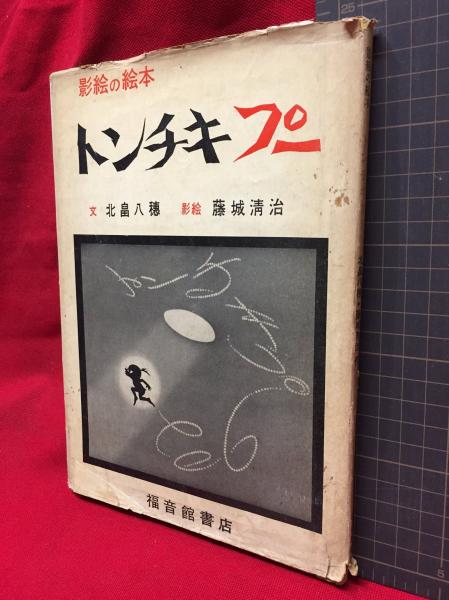 影絵の絵本
トンチキプー
文 北畠八穂 影絵 藤城清治
福音館書店